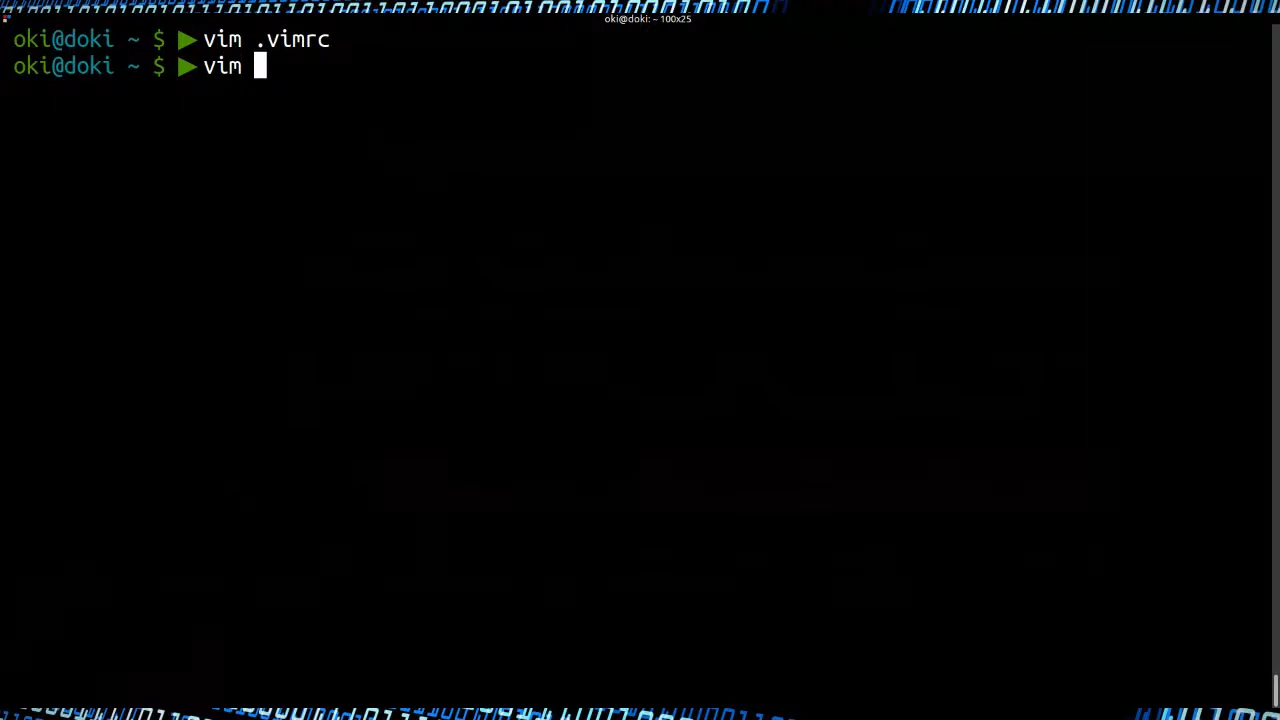 oki@doki: ~ 100x25
oki@doki ~ $ ▶vim .vimrc
oki@doki ~ $ ▶vim